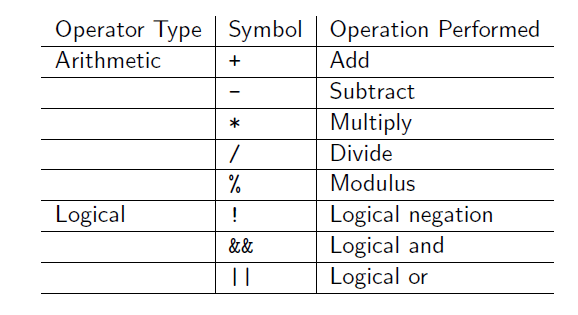 Operator Type Symbol Operation Performed
Arithmetic + Add
- Subtract
* Multiply
/ Divide
% Modulus
Logical ! Logical negation
&& Logical and
|| Logical or